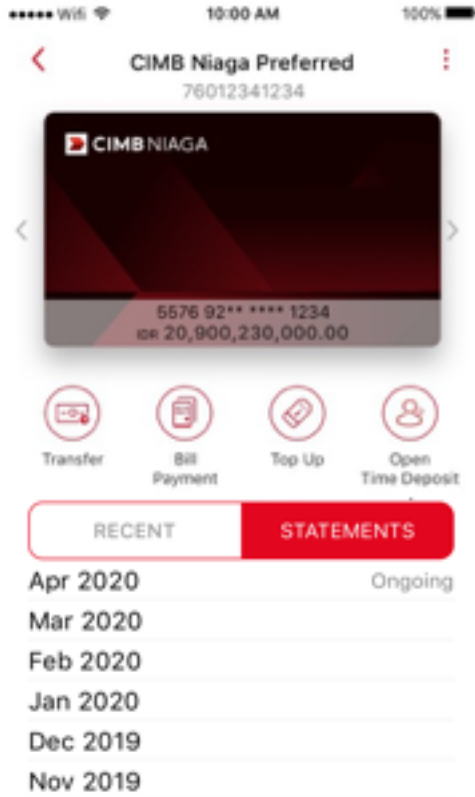 Wifi 10:00 AM 100%
CIMB Niaga Preferred
76012341234
CIMB NIAGA
5576 92** **** 1234
IDR 20,900,230,000.00
Transfer
Bill
Payment
Top Up
Open
Time Deposit
RECENT STATEMENTS
Apr 2020 Ongoing
Mar 2020
Feb 2020
Jan 2020
Dec 2019
Nov 2019